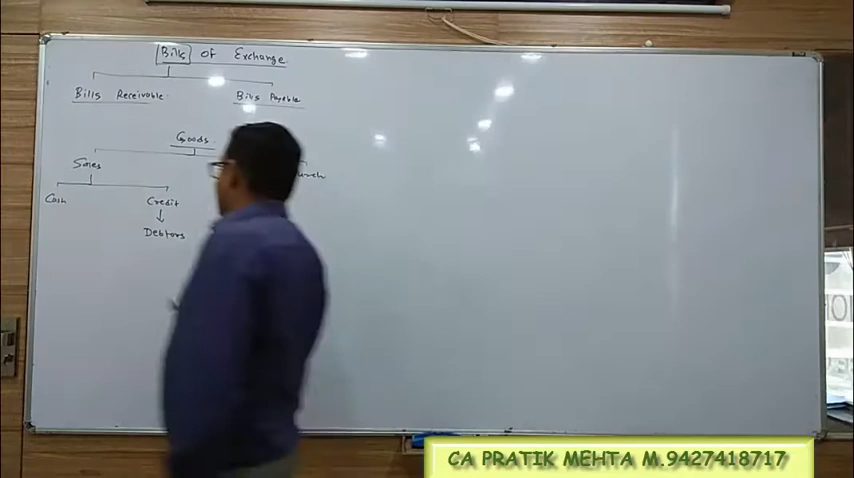 Bills of Exchange
Bills Receivable Bills Payable
Goods
Sales
Cash Credit
Debtors
CA PRATIK MEHTA M.9427418717